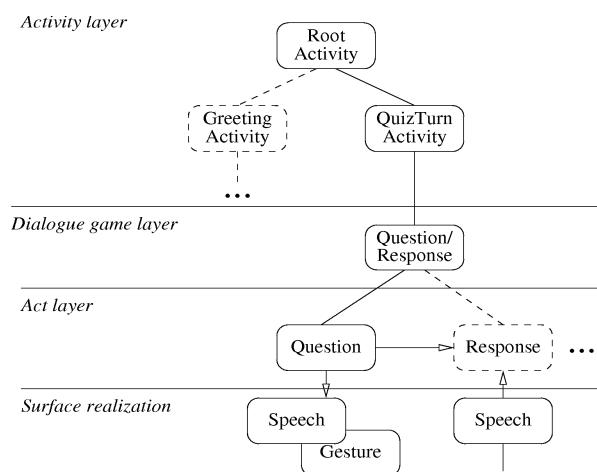 Activity layer
Root
Activity
Greeting
Activity
QuizTurn
Activity
...
Dialogue game layer
Question/
Response
Act layer
Question
Response
...
Surface realization
Speech
Gesture
Speech